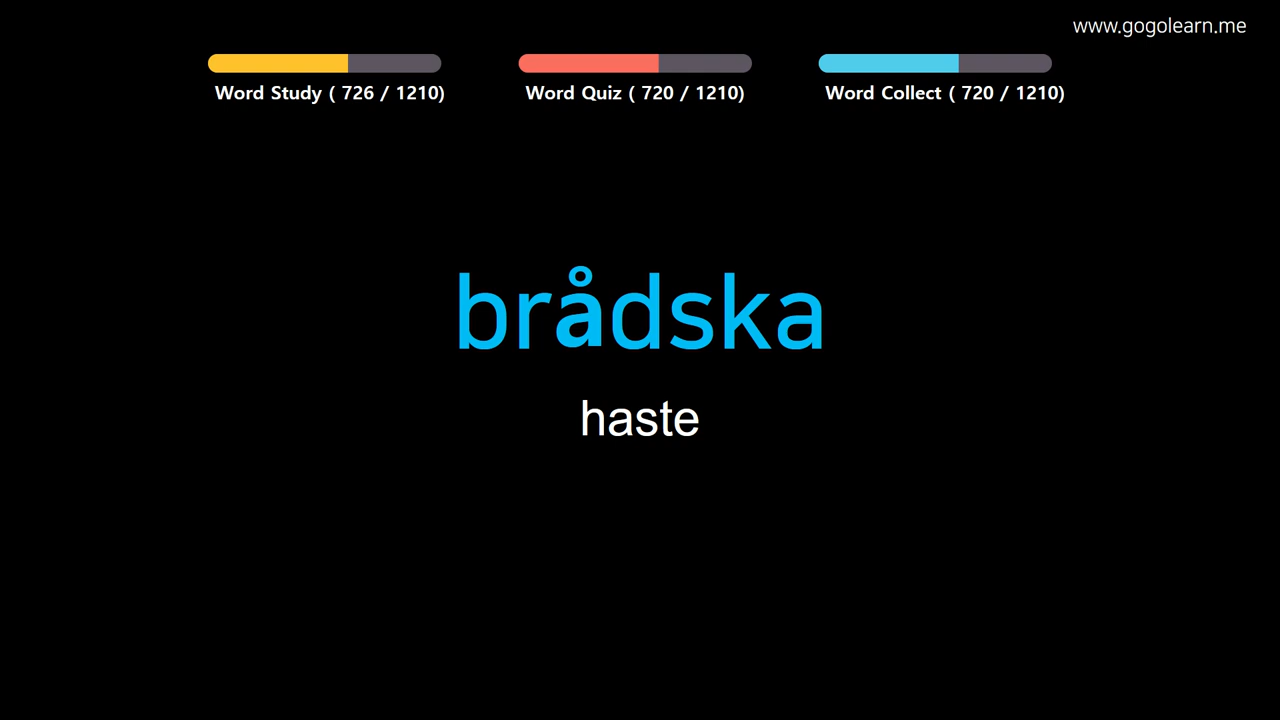 www.gogolearn.me
Word Study ( 726 / 1210)
Word Quiz ( 720 / 1210)
Word Collect ( 720 / 1210)
brådska
haste